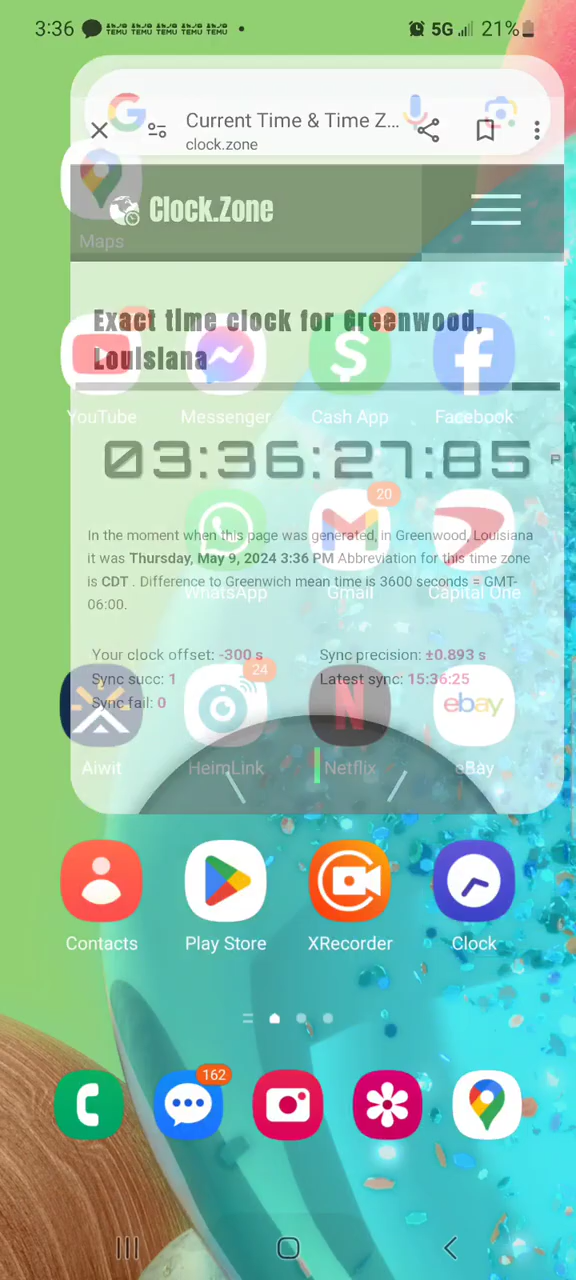 3:36 TEMU TEMU TEMU TEMU TEMU 5G 21%
Current Time & Time Z...
clock.zone
Clock.Zone
Maps
Exact time clock for Greenwood,
Louisiana
YouTube Messenger Cash App Facebook
03:36:27:85 P
20
In the moment when this page was generated, in Greenwood, Louisiana
it was Thursday, May 9, 2024 3:36 PM Abbreviation for this time zone
is CDT . Difference to Greenwich mean time is 3600 seconds = GMT-
06:00.
WhatsApp Gmail Capital One
Your clock offset: -300 s Sync precision: ±0.893 s
Sync succ: 1 Latest sync: 15:36:25
Sync fail: 0
24
N
ebay
Aiwit HeimLink Netflix eBay
Contacts Play Store XRecorder Clock
162